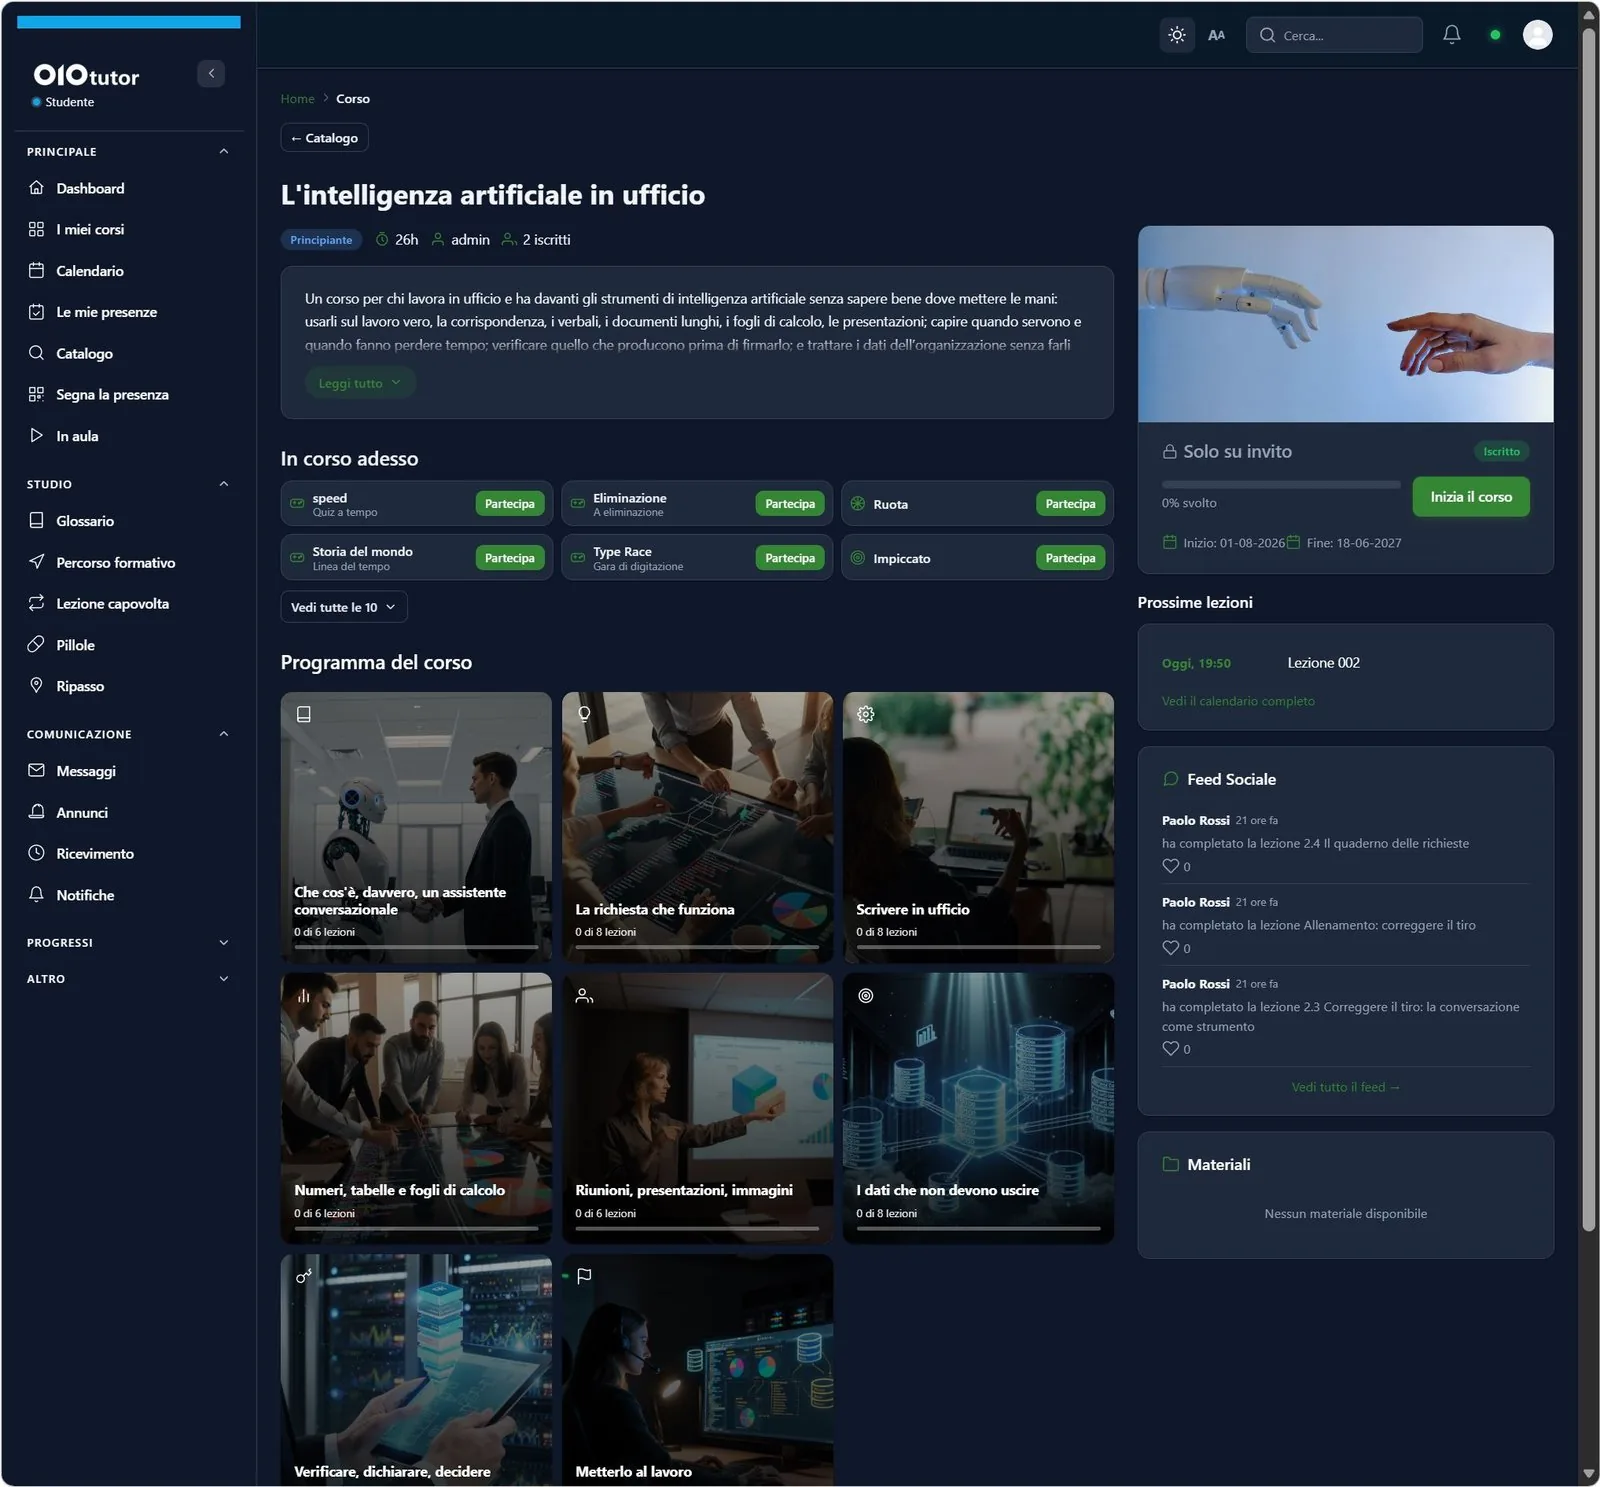 OIOtutor
Studente
PRINCIPALE
Dashboard
I miei corsi
Calendario
Le mie presenze
Catalogo
Segna la presenza
In aula
STUDIO
Glossario
Percorso formativo
Lezione capovolta
Pillole
Ripasso
COMUNICAZIONE
Messaggi
Annunci
Ricevimento
Notifiche
PROGRESSI
ALTRO
AA
Cerca...
Home > Corso
← Catalogo
L'intelligenza artificiale in ufficio
Principiante 26h admin 2 iscritti
Un corso per chi lavora in ufficio e ha davanti gli strumenti di intelligenza artificiale senza sapere bene dove mettere le mani:
usarli sul lavoro vero, la corrispondenza, i verbali, i documenti lunghi, i fogli di calcolo, le presentazioni; capire quando servono e
quando fanno perdere tempo; verificare quello che producono prima di firmarlo; e trattare i dati dell'organizzazione senza farli
Leggi tutto
In corso adesso
speed
Quiz a tempo
Partecipa
Eliminazione
A eliminazione
Partecipa
Ruota
Partecipa
Storia del mondo
Linea del tempo
Partecipa
Type Race
Gara di digitazione
Partecipa
Impiccato
Partecipa
Vedi tutte le 10
Programma del corso
Che cos'è, davvero, un assistente
conversazionale
0 di 6 lezioni
La richiesta che funziona
0 di 8 lezioni
Scrivere in ufficio
0 di 8 lezioni
Numeri, tabelle e fogli di calcolo
0 di 6 lezioni
Riunioni, presentazioni, immagini
0 di 6 lezioni
I dati che non devono uscire
0 di 8 lezioni
Verificare, dichiarare, decidere
Metterlo al lavoro
Solo su invito
Iscritto
0% svolto
Inizia il corso
Inizio: 01-08-2026 Fine: 18-06-2027
Prossime lezioni
Oggi, 19:50 Lezione 002
Vedi il calendario completo
Feed Sociale
Paolo Rossi 21 ore fa
ha completato la lezione 2.4 Il quaderno delle richieste
0
Paolo Rossi 21 ore fa
ha completato la lezione Allenamento: correggere il tiro
0
Paolo Rossi 21 ore fa
ha completato la lezione 2.3 Correggere il tiro: la conversazione
come strumento
0
Vedi tutto il feed →
Materiali
Nessun materiale disponibile